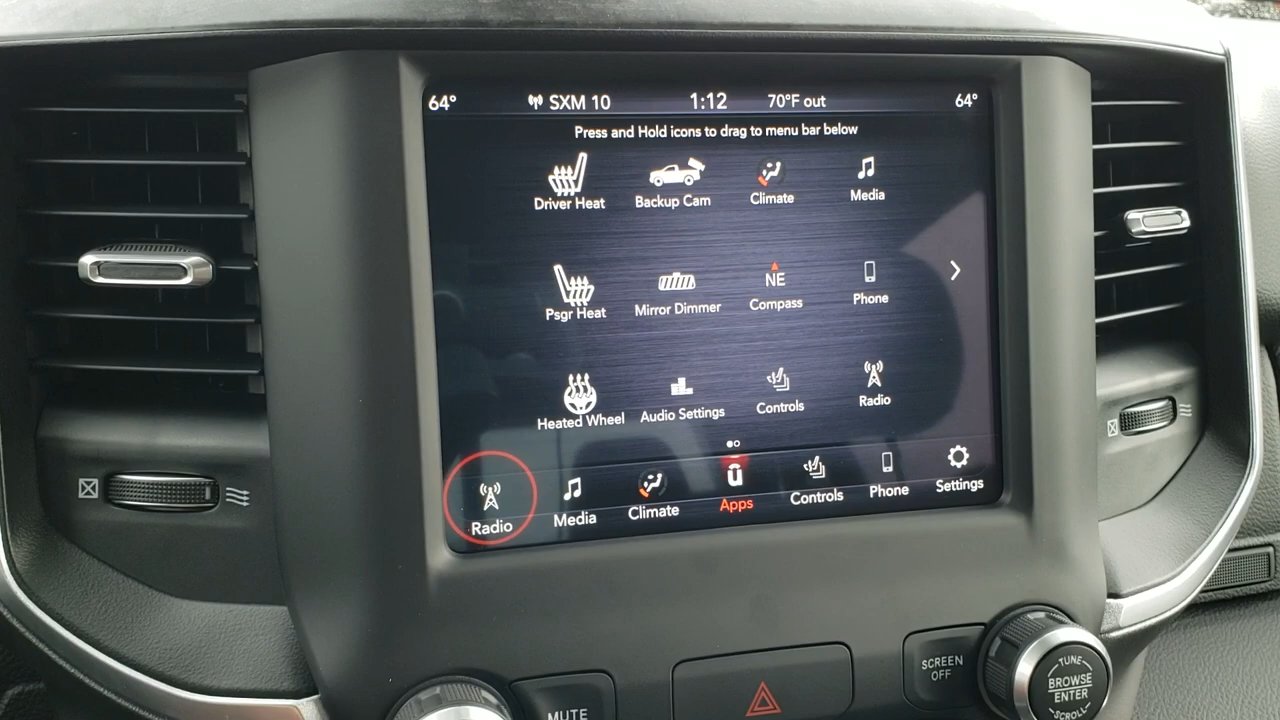 64° SXM 10 1:12 70°F out 64°
Press and Hold icons to drag to menu bar below
Driver Heat Backup Cam Climate Media
Psgr Heat Mirror Dimmer NE Compass Phone
Heated Wheel Audio Settings Controls Radio
Radio Media Climate Apps Controls Phone Settings
MUTE
SCREEN
OFF
TUNE
BROWSE
ENTER
SCROLL